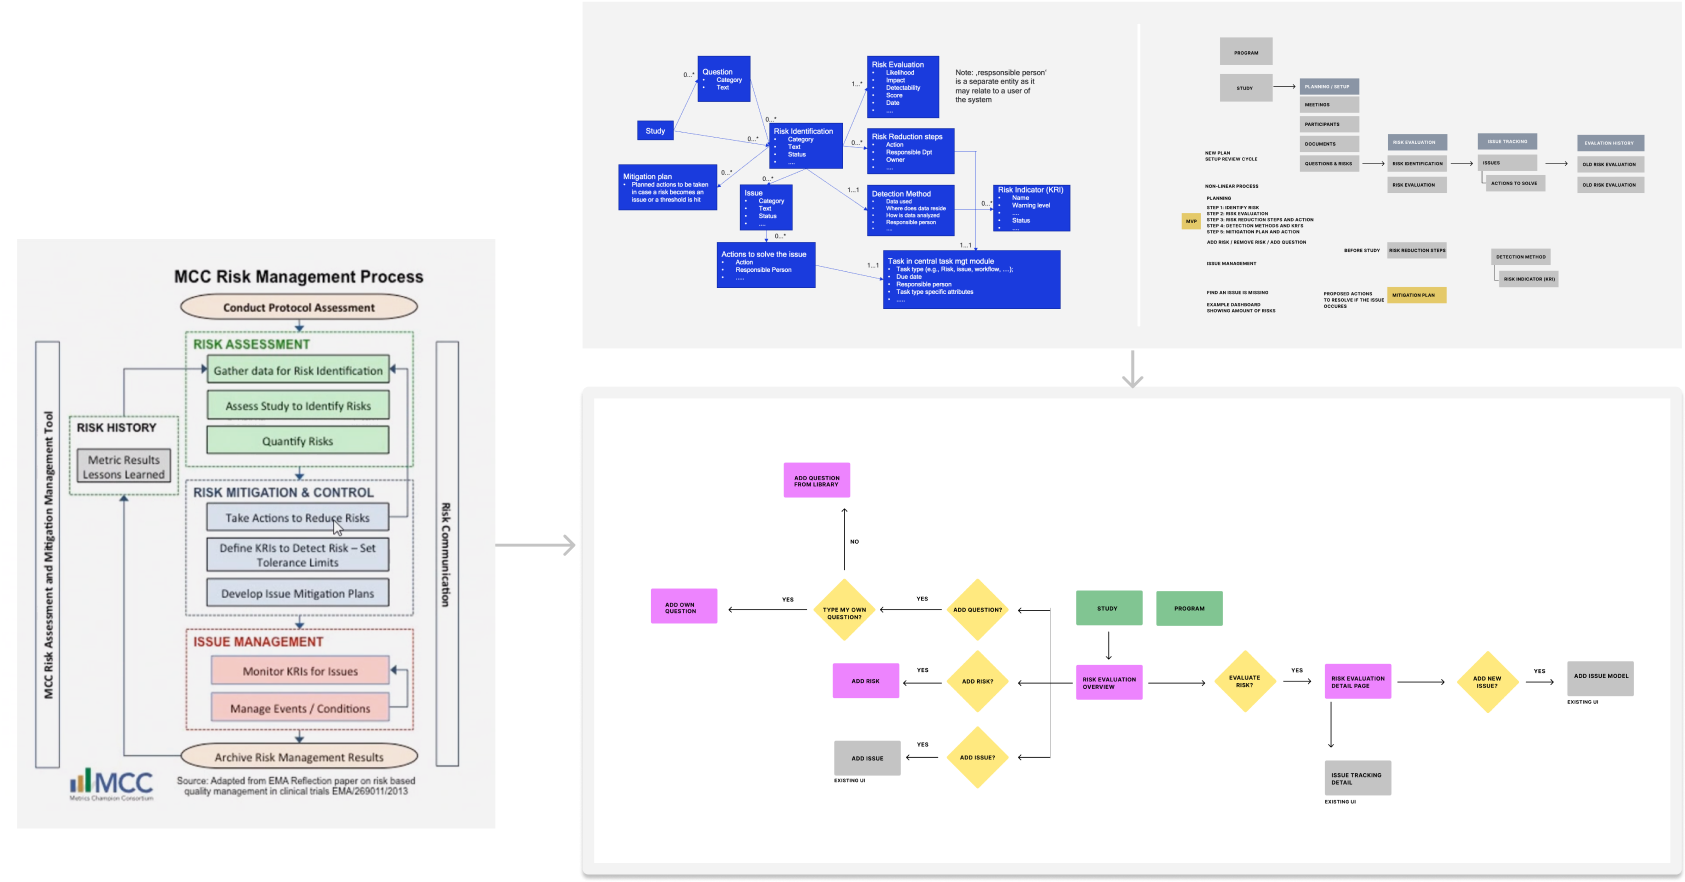 MCC Risk Management Process
Conduct Protocol Assessment
RISK ASSESSMENT
Gather data for Risk Identification
Assess Study to Identify Risks
Quantify Risks
RISK HISTORY
Metric Results
Lessons Learned
RISK MITIGATION & CONTROL
Take Actions to Reduce Risks
Define KRIs to Detect Risk – Set
Tolerance Limits
Develop Issue Mitigation Plans
ISSUE MANAGEMENT
Monitor KRIs for Issues
Manage Events / Conditions
Archive Risk Management Results
MCC Risk Assessment and Mitigation Management Tool
Risk Communication
MCC
Metrics Champion Consortium
Source: Adapted from EMA Reflection paper on risk based
quality management in clinical trials EMA/269011/2013
Study
0...*
Question
• Category
• Text
0...*
0...*
Risk Identification
• Category
• Text
• Status
• ....
1...*
Risk Evaluation
• Likelihood
• Impact
• Detectability
• Score
• Date
• ....
Note: ‚respsonsible person'
is a separate entity as it
may relate to a user of
the system
0...*
Risk Reduction steps
• Action
• Responsible Dpt
• Owner
• ....
Mitigation plan
• Planned actions to be taken
in case a risk becomes an
issue or a threshold is hit
0...*
0...*
Issue
• Category
• Text
• Status
• ....
1...1
Detection Method
• Data used
• Where does data reside
• How is data analyzed
• Responsible person
• ....
0...*
Risk Indicator (KRI)
• Name
• Warning level
• ....
• Status
• ....
0...*
Actions to solve the issue
• Action
• Responsible Person
• .....
1...1
1...1
Task in central task mgt module
• Task type (e.g., Risk, issue, workflow, ....);
• Due date
• Responsible person
• Task type specific attributes
• .....
PROGRAM
STUDY
PLANNING / SETUP
MEETINGS
PARTICIPANTS
DOCUMENTS
QUESTIONS & RISKS
RISK EVALUATION
RISK IDENTIFICATION
RISK EVALUATION
ISSUE TRACKING
ISSUES
ACTIONS TO SOLVE
EVALATION HISTORY
OLD RISK EVALUATION
OLD RISK EVALUATION
NEW PLAN
SETUP REVIEW CYCLE
NON-LINEAR PROCESS
PLANNING
MVP
STEP 1: IDENTIFY RISK
STEP 2: RISK EVALUATION
STEP 3: RISK REDUCTION STEPS AND ACTION
STEP 4: DETECTION METHODS AND KRI'S
STEP 5: MITIGATION PLAN AND ACTION
ADD RISK / REMOVE RISK / ADD QUESTION
ISSUE MANAGEMENT
FIND AN ISSUE IS MISSING
EXAMPLE DASHBOARD
SHOWING AMOUNT OF RISKS
BEFORE STUDY
RISK REDUCTION STEPS
PROPOSED ACTIONS
TO RESOLVE IF THE ISSUE
OCCURES
MITIGATION PLAN
DETECTION METHOD
RISK INDICATOR (KRI)
ADD QUESTION
FROM LIBRARY
NO
ADD OWN
QUESTION
YES
TYPE MY OWN
QUESTION?
YES
ADD QUESTION?
STUDY
PROGRAM
ADD RISK
YES
ADD RISK?
RISK EVALUATION
OVERVIEW
EVALUATE
RISK?
YES
RISK EVALUATION
DETAIL PAGE
ADD NEW
ISSUE?
YES
ADD ISSUE MODEL
EXISTING UI
ADD ISSUE
EXISTING UI
YES
ADD ISSUE?
ISSUE TRACKING
DETAIL
EXISTING UI